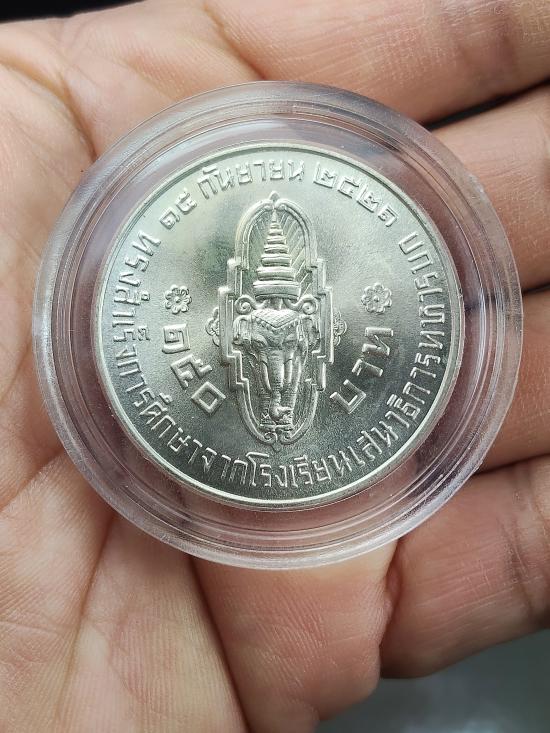 ๑๕ กันยายน ๒๕๒๑
ทรงสำเร็จการศึกษาจากโรงเรียนเสนาธิการทหารบก
๑๕๐
บาท